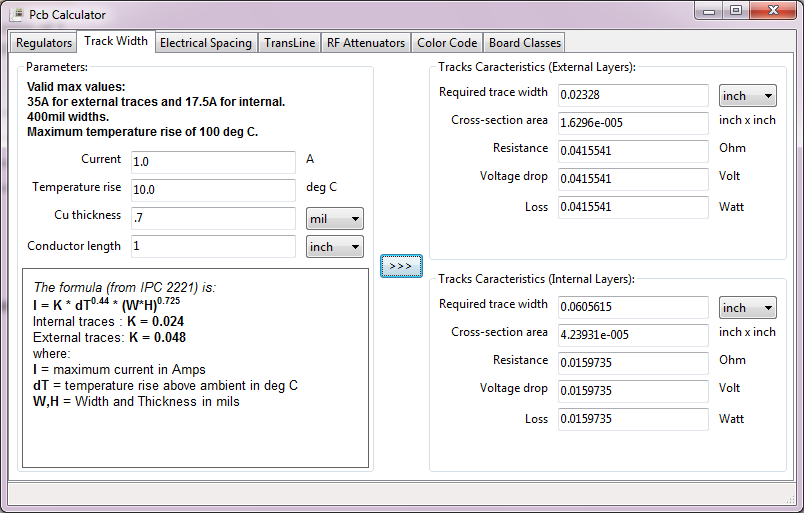 Pcb Calculator
Regulators Track Width Electrical Spacing TransLine RF Attenuators Color Code Board Classes
Parameters:
Valid max values:
35A for external traces and 17.5A for internal.
400mil widths.
Maximum temperature rise of 100 deg C.
Current 1.0 A
Temperature rise 10.0 deg C
Cu thickness .7 mil
Conductor length 1 inch
The formula (from IPC 2221) is:
I = K * dT0.44 * (W*H)0.725
Internal traces : K = 0.024
External traces: K = 0.048
where:
I = maximum current in Amps
dT = temperature rise above ambient in deg C
W,H = Width and Thickness in mils
>>>
Tracks Caracteristics (External Layers):
Required trace width 0.02328 inch
Cross-section area 1.6296e-005 inch x inch
Resistance 0.0415541 Ohm
Voltage drop 0.0415541 Volt
Loss 0.0415541 Watt
Tracks Caracteristics (Internal Layers):
Required trace width 0.0605615 inch
Cross-section area 4.23931e-005 inch x inch
Resistance 0.0159735 Ohm
Voltage drop 0.0159735 Volt
Loss 0.0159735 Watt